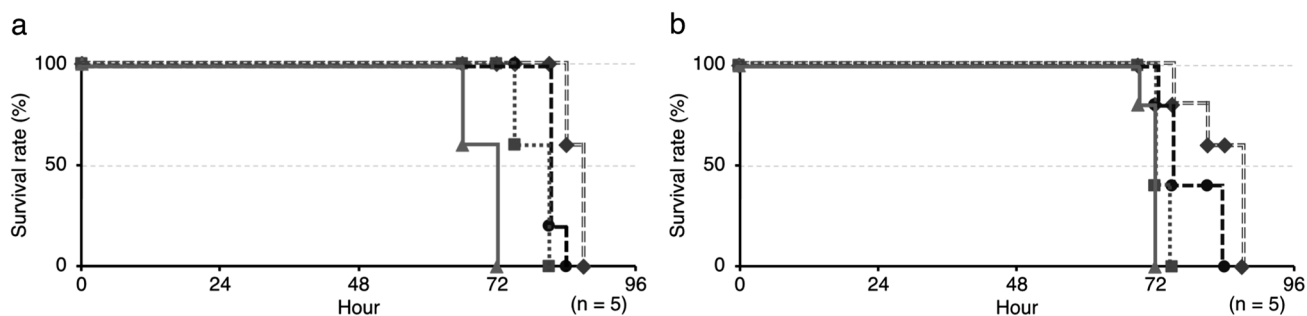 a
Survival rate (%)
100
50
0
0 24 48 72 96
Hour
(n = 5)
b
Survival rate (%)
100
50
0
0 24 48 72 96
Hour
(n = 5)